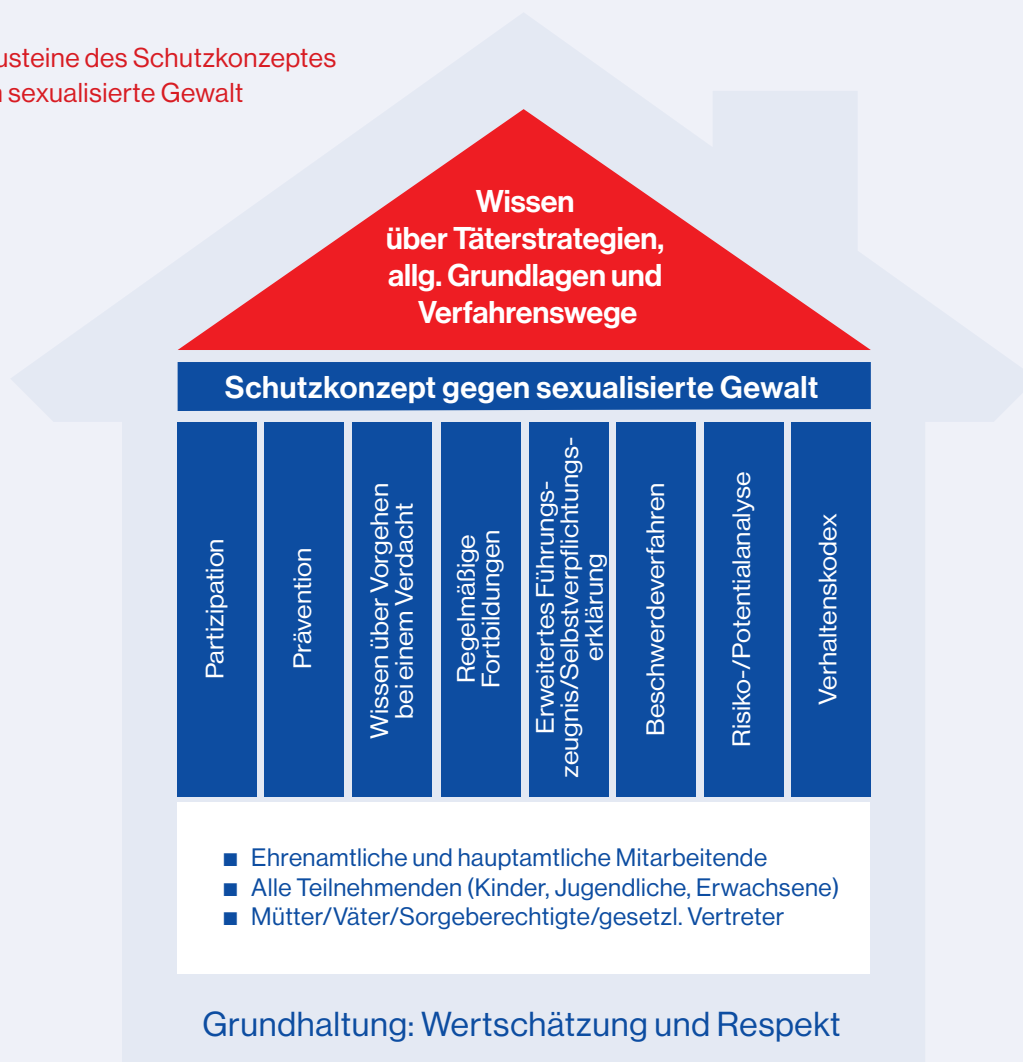 usteine des Schutzkonzeptes
sexualisierte Gewalt
Wissen
über Täterstrategien,
allg. Grundlagen und
Verfahrenswege
Schutzkonzept gegen sexualisierte Gewalt
Partizipation
Prävention
Wissen über Vorgehen
bei einem Verdacht
Regelmäßige
Fortbildungen
Erweitertes Führungs-
zeugnis/Selbstverpflichtungs-
erklärung
Beschwerdeverfahren
Risiko-/Potentialanalyse
Verhaltenskodex
■ Ehrenamtliche und hauptamtliche Mitarbeitende
■ Alle Teilnehmenden (Kinder, Jugendliche, Erwachsene)
■ Mütter/Väter/Sorgeberechtigte/gesetzl. Vertreter
Grundhaltung: Wertschätzung und Respekt